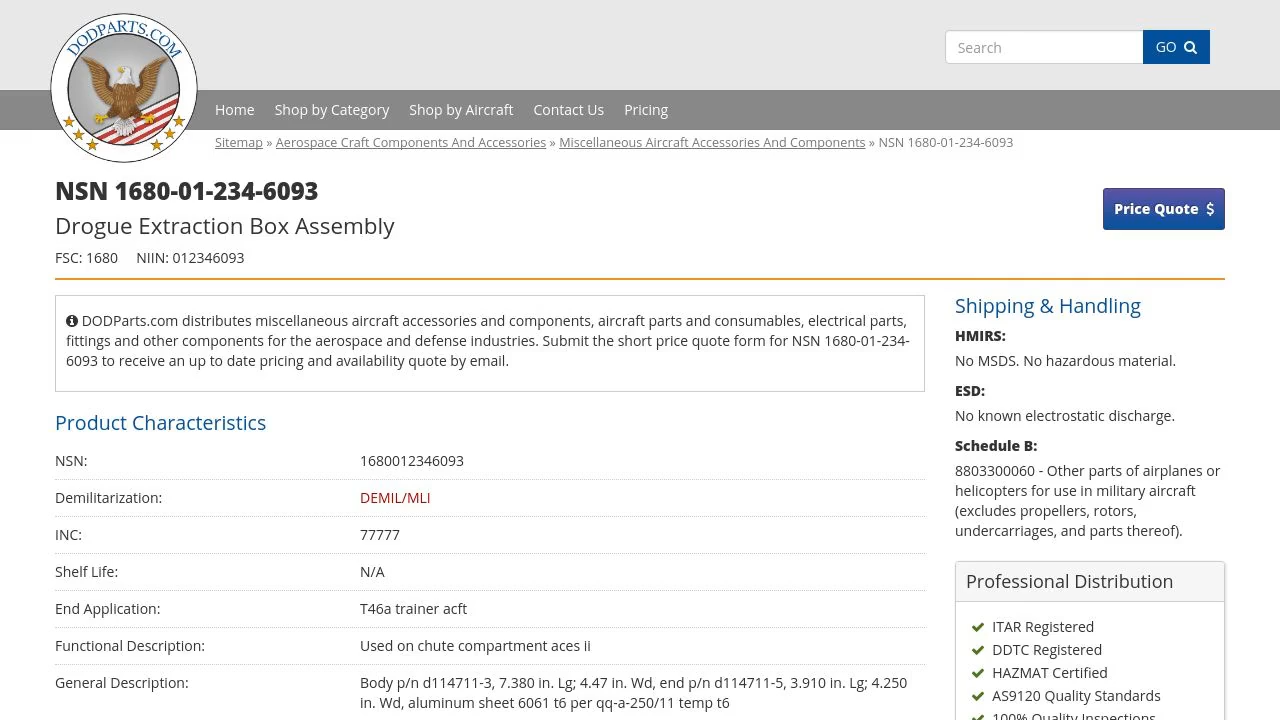 DODPARTS.COM
Search
GO
Home Shop by Category Shop by Aircraft Contact Us Pricing
Sitemap » Aerospace Craft Components And Accessories » Miscellaneous Aircraft Accessories And Components » NSN 1680-01-234-6093
NSN 1680-01-234-6093
Drogue Extraction Box Assembly
FSC: 1680 NIIN: 012346093
Price Quote $
DODParts.com distributes miscellaneous aircraft accessories and components, aircraft parts and consumables, electrical parts,
fittings and other components for the aerospace and defense industries. Submit the short price quote form for NSN 1680-01-234-
6093 to receive an up to date pricing and availability quote by email.
Product Characteristics
NSN: 1680012346093
Demilitarization: DEMIL/MLI
INC: 77777
Shelf Life: N/A
End Application: T46a trainer acft
Functional Description: Used on chute compartment aces ii
General Description: Body p/n d114711-3, 7.380 in. Lg; 4.47 in. Wd, end p/n d114711-5, 3.910 in. Lg; 4.250
in. Wd, aluminum sheet 6061 t6 per qq-a-250/11 temp t6
Shipping & Handling
HMIRS:
No MSDS. No hazardous material.
ESD:
No known electrostatic discharge.
Schedule B:
8803300060 - Other parts of airplanes or
helicopters for use in military aircraft
(excludes propellers, rotors,
undercarriages, and parts thereof).
Professional Distribution
ITAR Registered
DDTC Registered
HAZMAT Certified
AS9120 Quality Standards
100% Quality Inspections